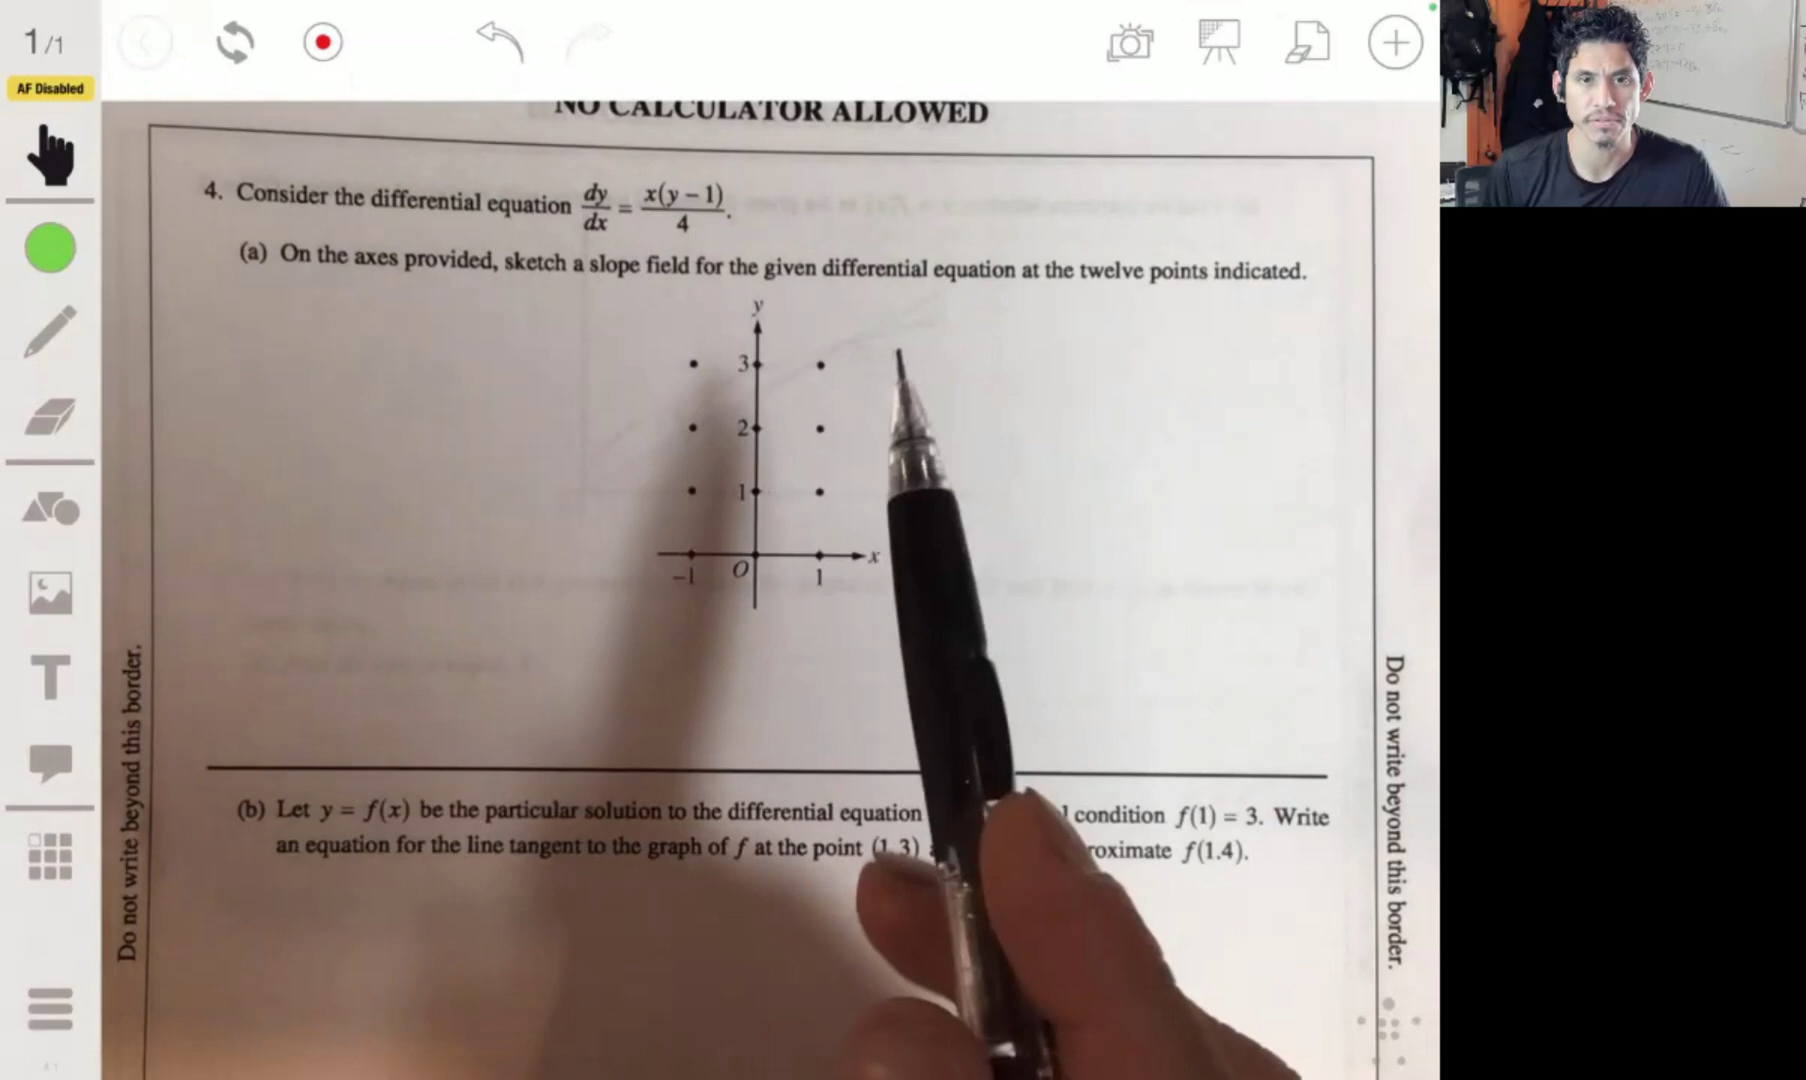 1/1
AF Disabled
NO CALCULATOR ALLOWED
4. Consider the differential equation dy/dx = x(y − 1)/4.
(a) On the axes provided, sketch a slope field for the given differential equation at the twelve points indicated.
y
3
2
1
−1 O 1 x
Do not write beyond this border.
Do not write beyond this border.
(b) Let y = f(x) be the particular solution to the differential equation condition f(1) = 3. Write
an equation for the line tangent to the graph of f at the point (1, 3) f(1.4).
T